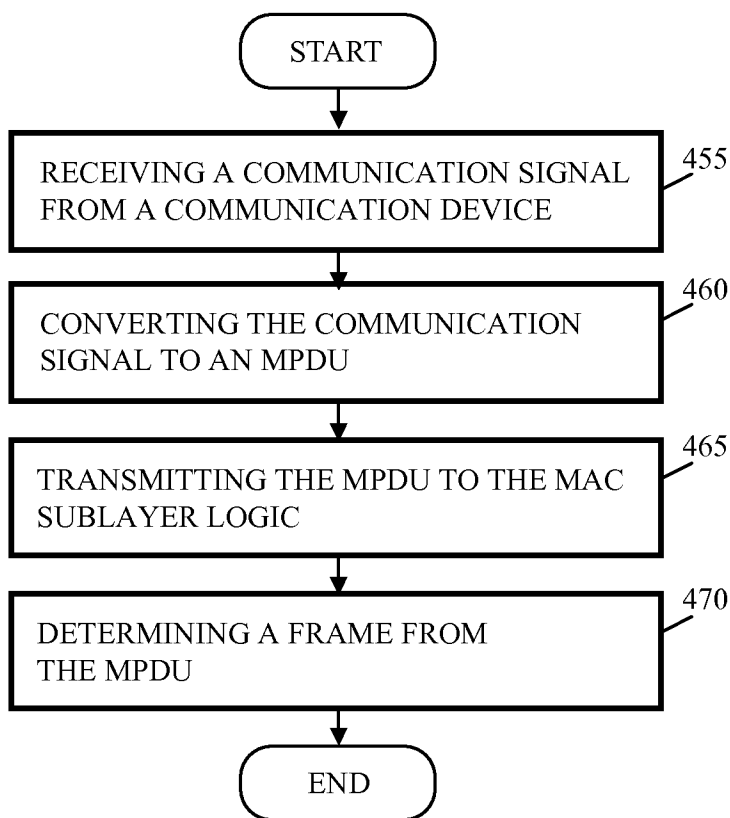 START
RECEIVING A COMMUNICATION SIGNAL
FROM A COMMUNICATION DEVICE
455
CONVERTING THE COMMUNICATION
SIGNAL TO AN MPDU
460
TRANSMITTING THE MPDU TO THE MAC
SUBLAYER LOGIC
465
DETERMINING A FRAME FROM
THE MPDU
470
END